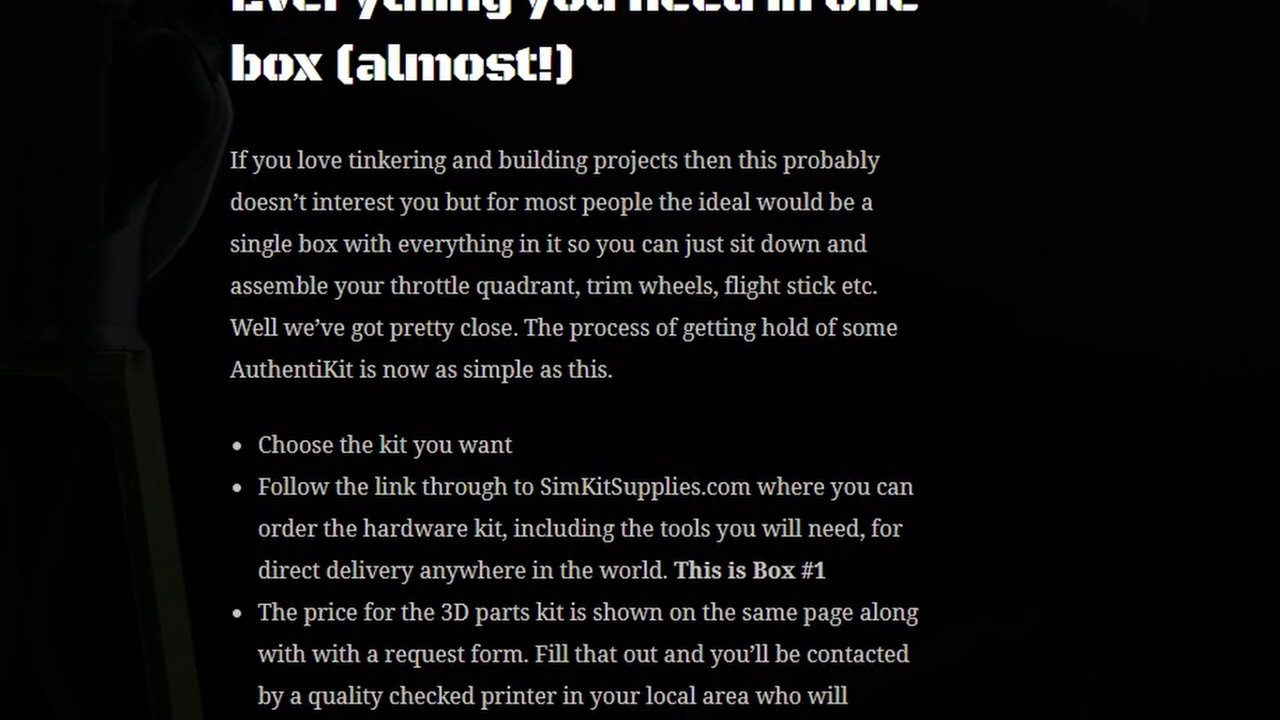 Everything you need in one
box (almost!)
If you love tinkering and building projects then this probably
doesn’t interest you but for most people the ideal would be a
single box with everything in it so you can just sit down and
assemble your throttle quadrant, trim wheels, flight stick etc.
Well we’ve got pretty close. The process of getting hold of some
AuthentiKit is now as simple as this.
• Choose the kit you want
• Follow the link through to SimKitSupplies.com where you can
order the hardware kit, including the tools you will need, for
direct delivery anywhere in the world. This is Box #1
• The price for the 3D parts kit is shown on the same page along
with with a request form. Fill that out and you’ll be contacted
by a quality checked printer in your local area who will